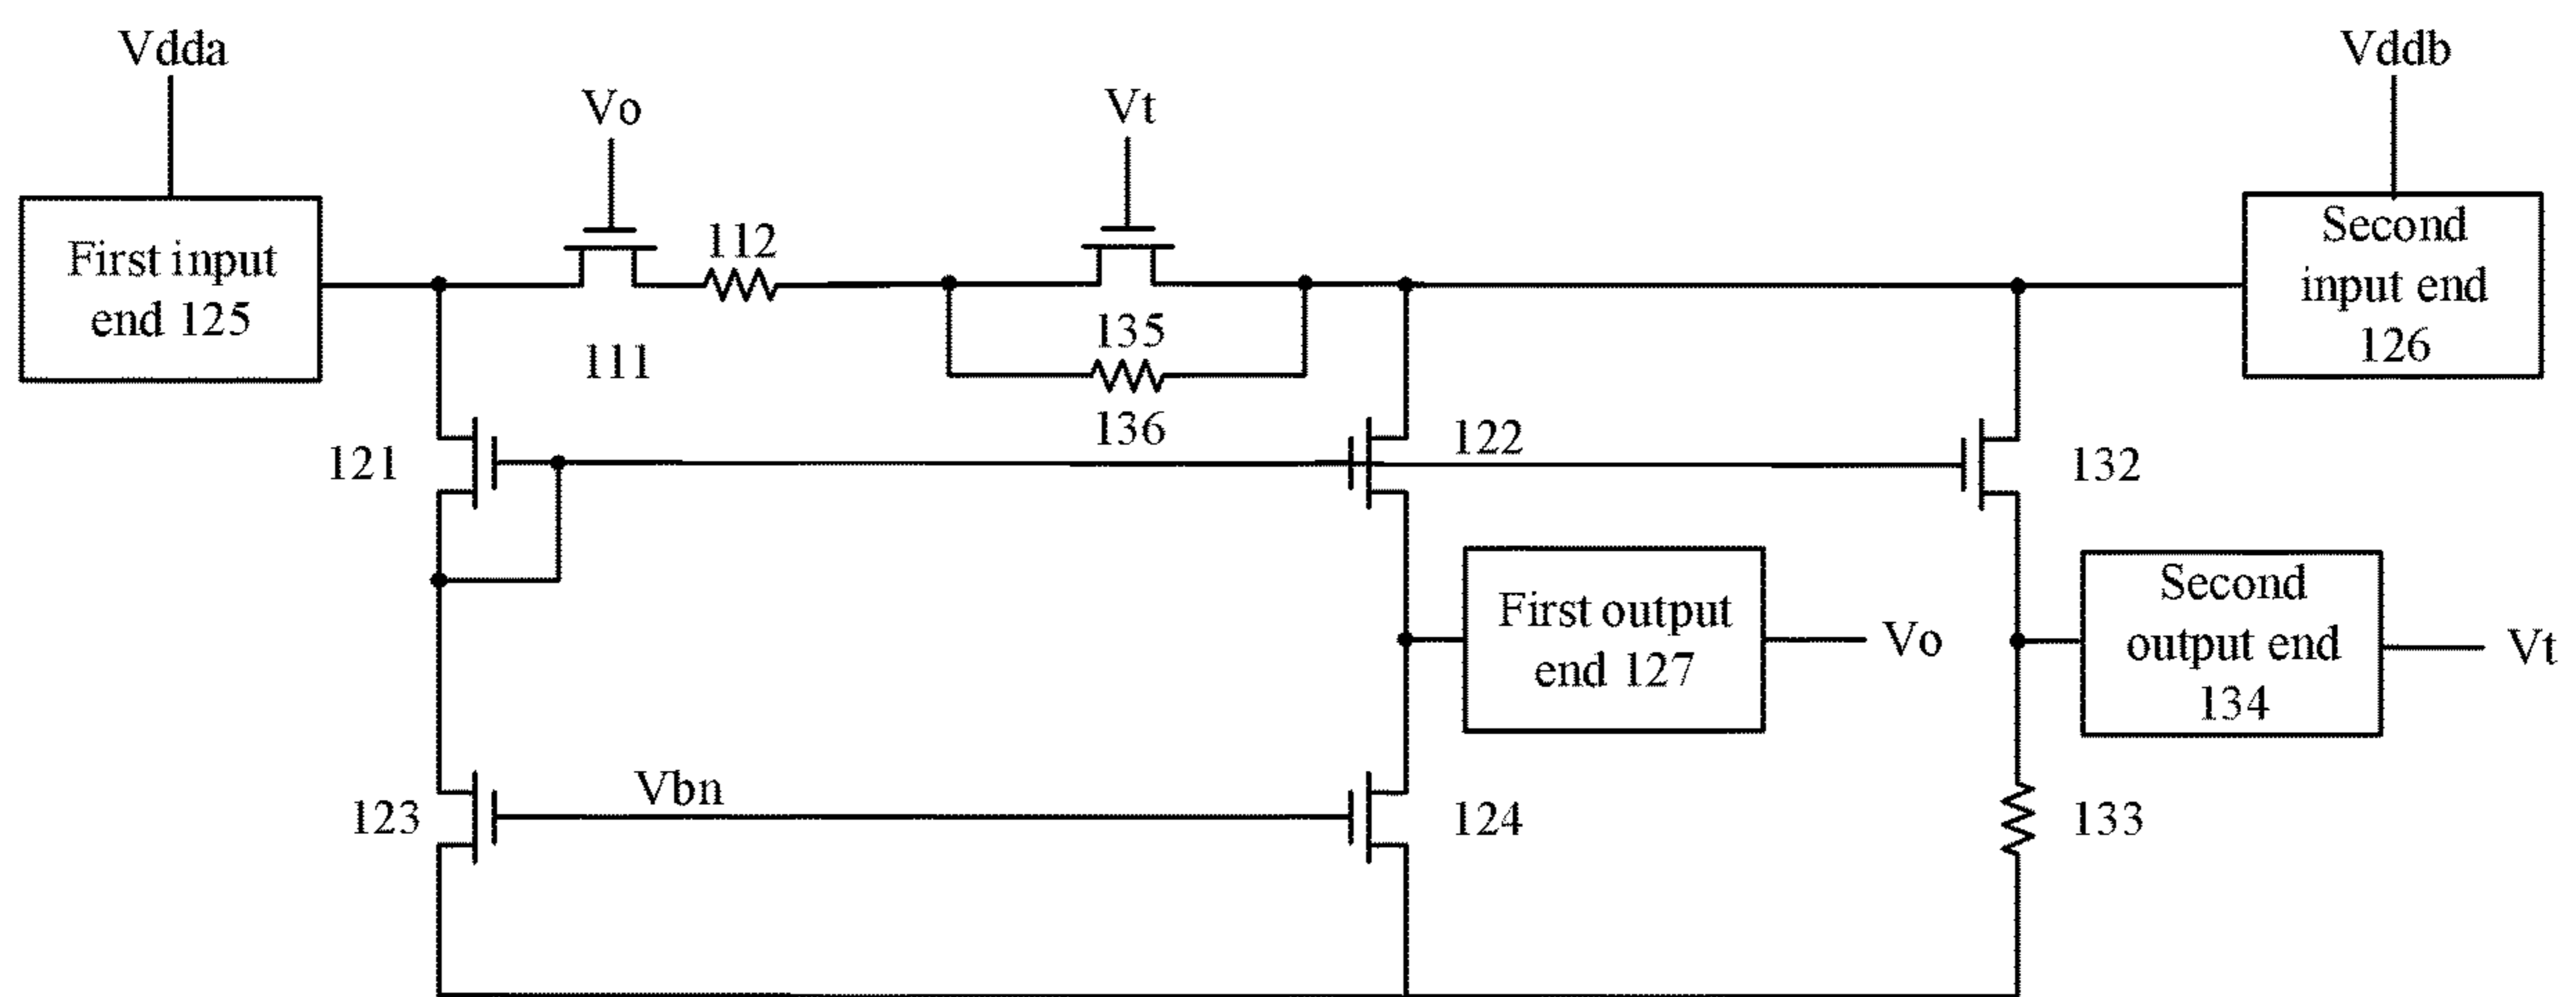 Vdda
Vddb
Vo
Vt
First input
end 125
112
Second
input end
126
111
135
136
121
122
132
First output
end 127
Vo
Second
output end
134
Vt
123
Vbn
124
133